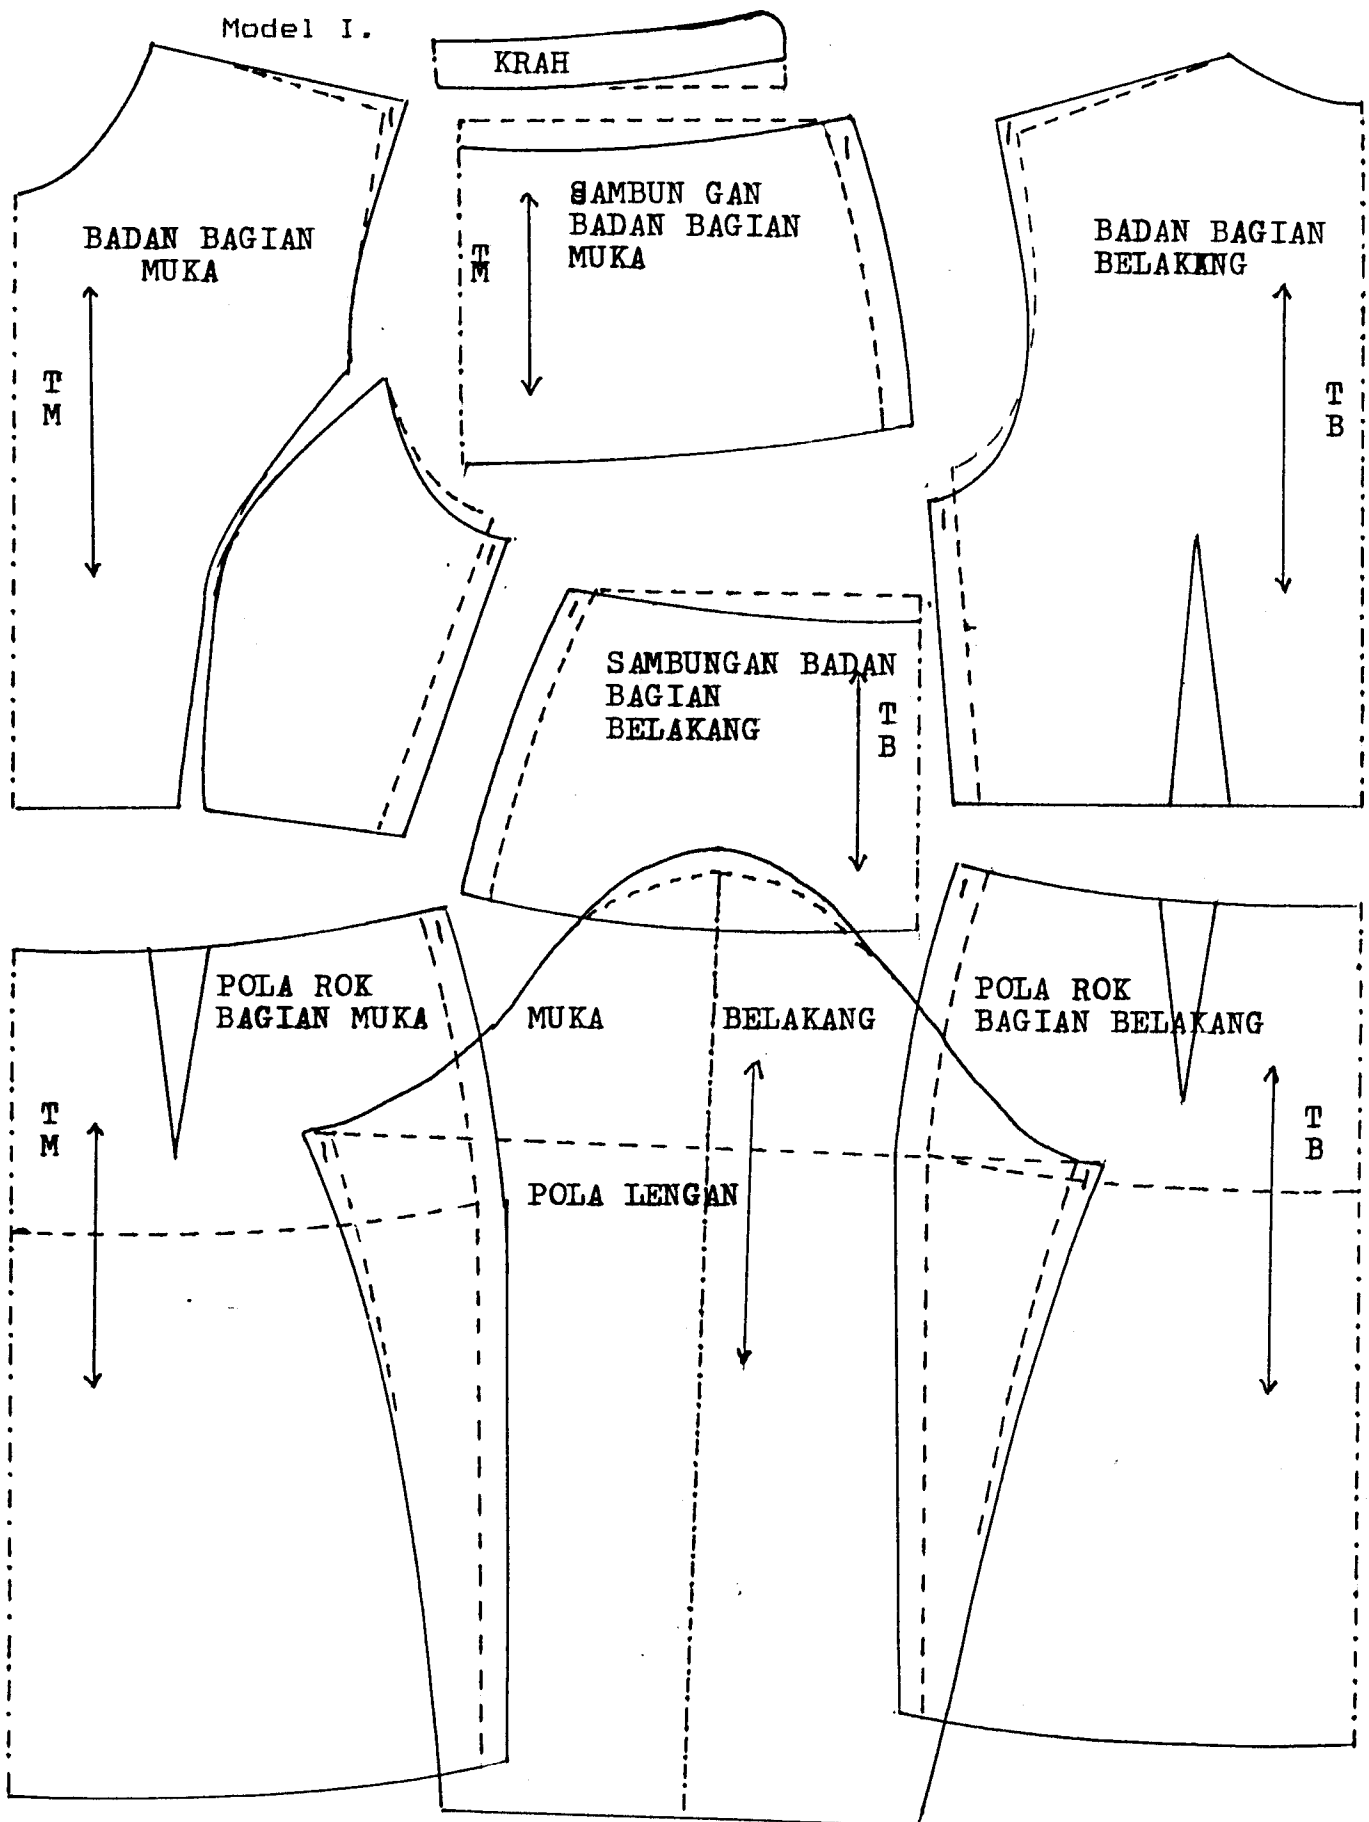 Model I.
KRAH
BADAN BAGIAN
MUKA
T
M
SAMBUN GAN
BADAN BAGIAN
MUKA
T
M
BADAN BAGIAN
BELAKANG
T
B
SAMBUNGAN BADAN
BAGIAN
BELAKANG
T
B
POLA ROK
BAGIAN MUKA
T
M
MUKA
BELAKANG
POLA LENGAN
POLA ROK
BAGIAN BELAKANG
T
B